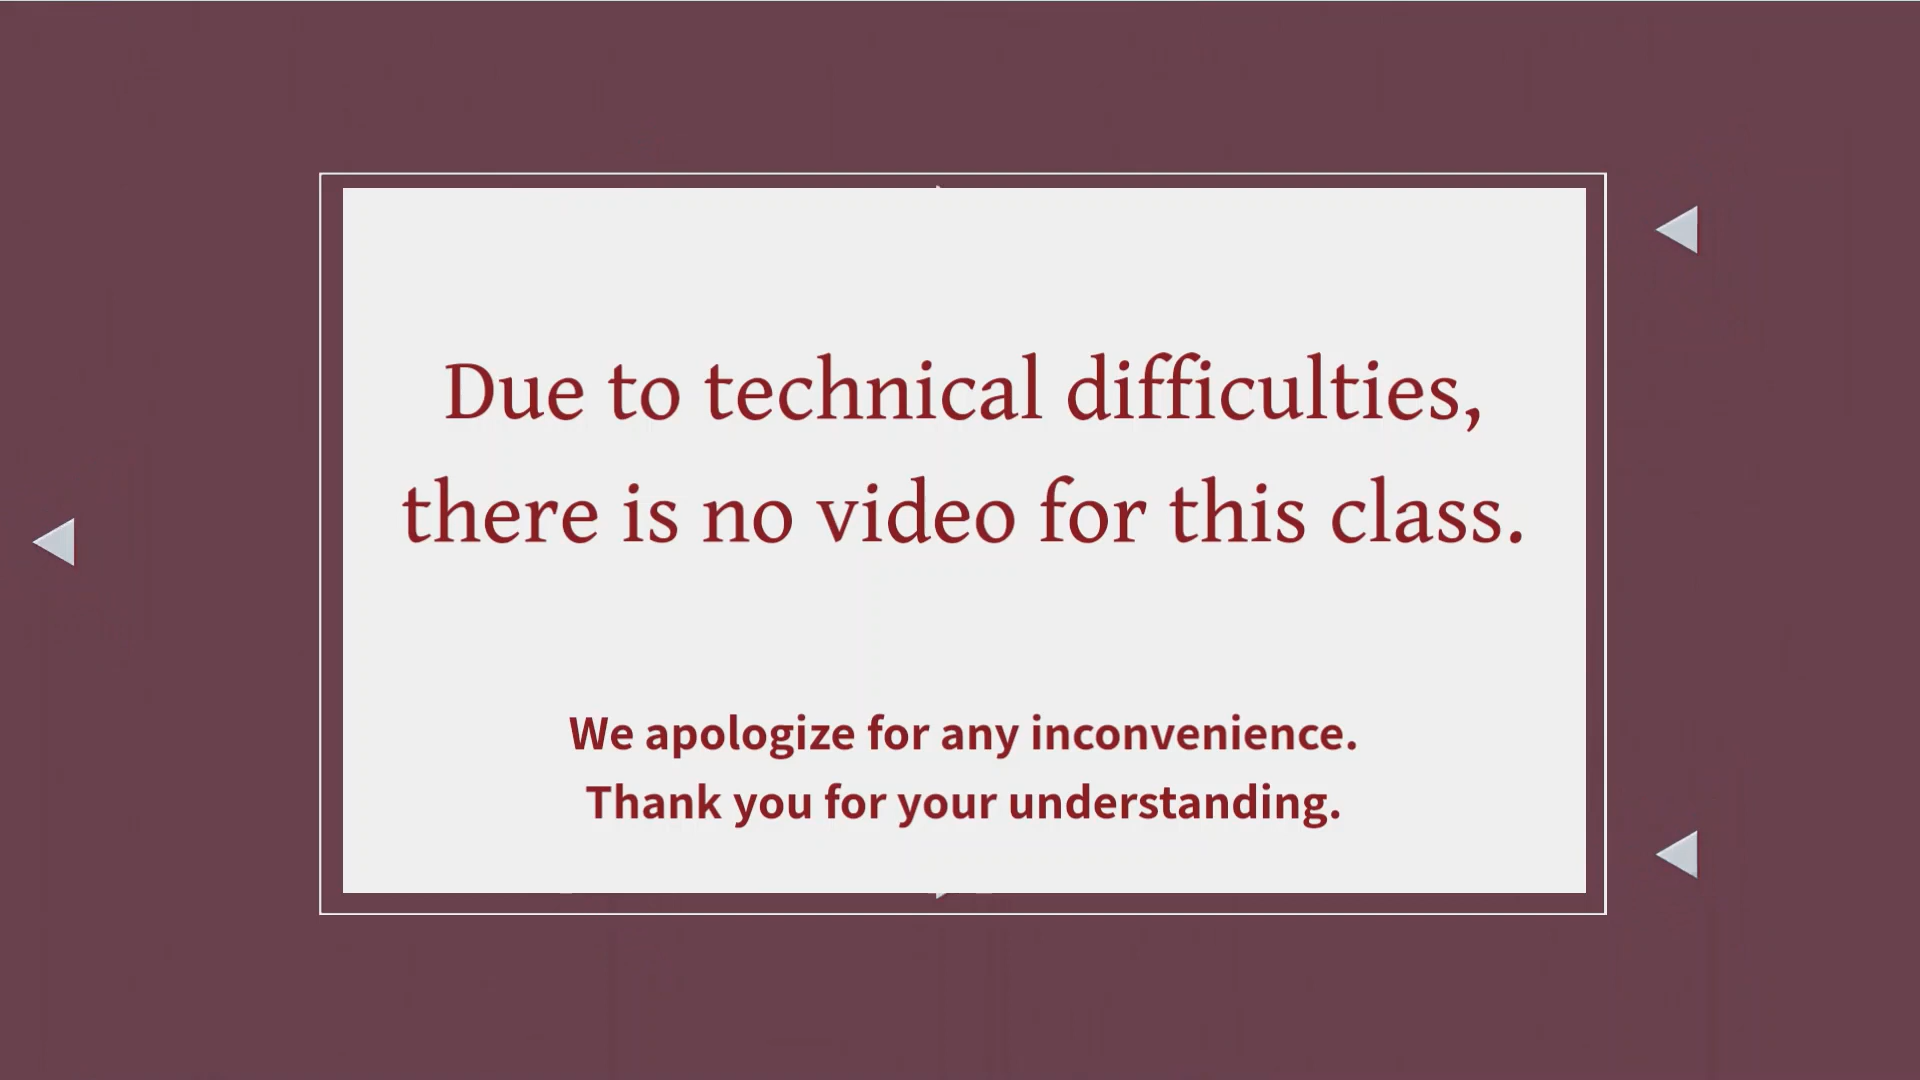 Due to technical difficulties,
there is no video for this class.
We apologize for any inconvenience.
Thank you for your understanding.